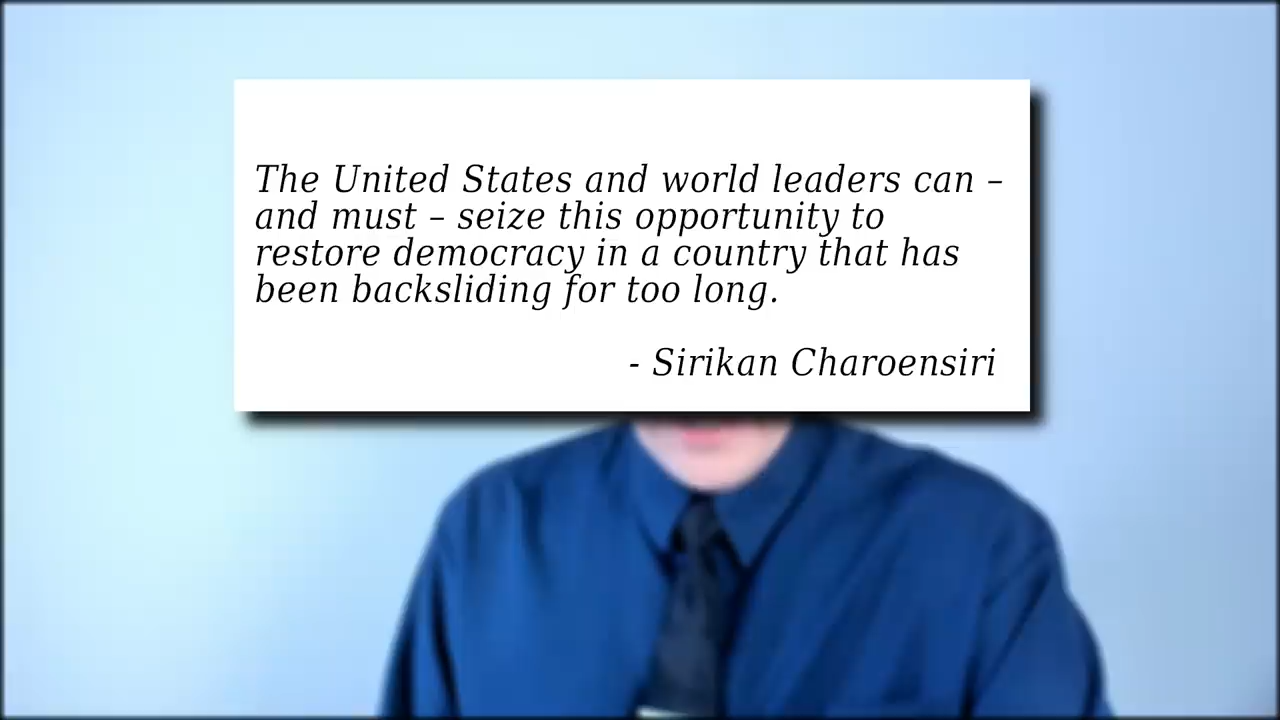 The United States and world leaders can –
and must – seize this opportunity to
restore democracy in a country that has
been backsliding for too long.
- Sirikan Charoensiri